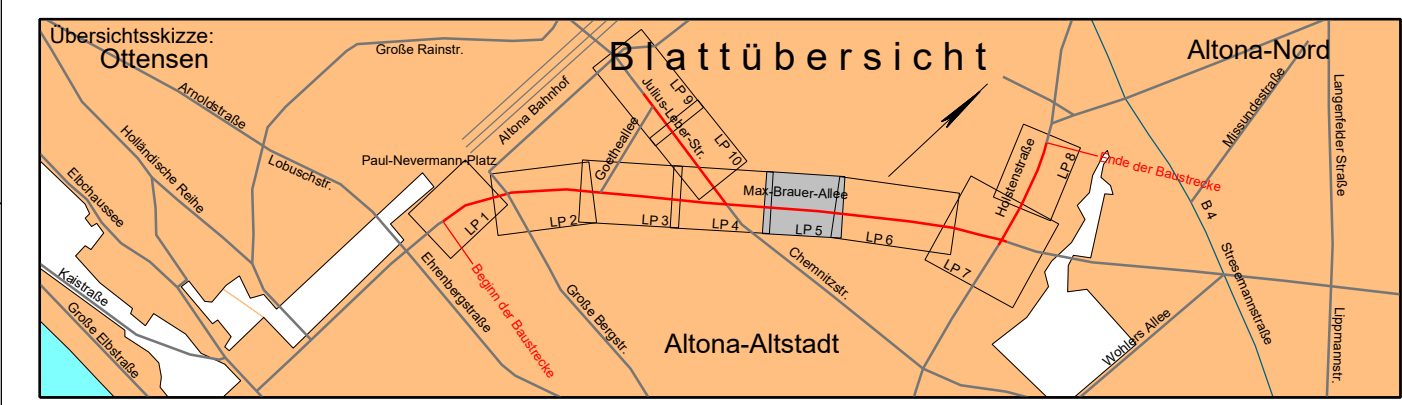 Übersichtsskizze:
Ottensen
Blattübersicht
Altona-Nord
Große Rainstr.
Arnoldstraße
Altona Bahnhof
Julius-Leber-Str.
LP 9
LP 10
Goetheallee
Holländische Reihe
Lobuschstr.
Paul-Nevermann-Platz
Elbchaussee
Max-Brauer-Allee
LP 1
LP 2
LP 3
LP 4
LP 5
LP 6
LP 7
LP 8
Holstenstraße
Ende der Baustrecke
Missundestraße
Langenfelder Straße
B 4
Stresemannstraße
Kaistraße
Große Elbstraße
Ehrenbergstraße
Beginn der Baustrecke
Große Bergstr.
Chemnitzstr.
Altona-Altstadt
Wohlers Allee
Lippmannstr.